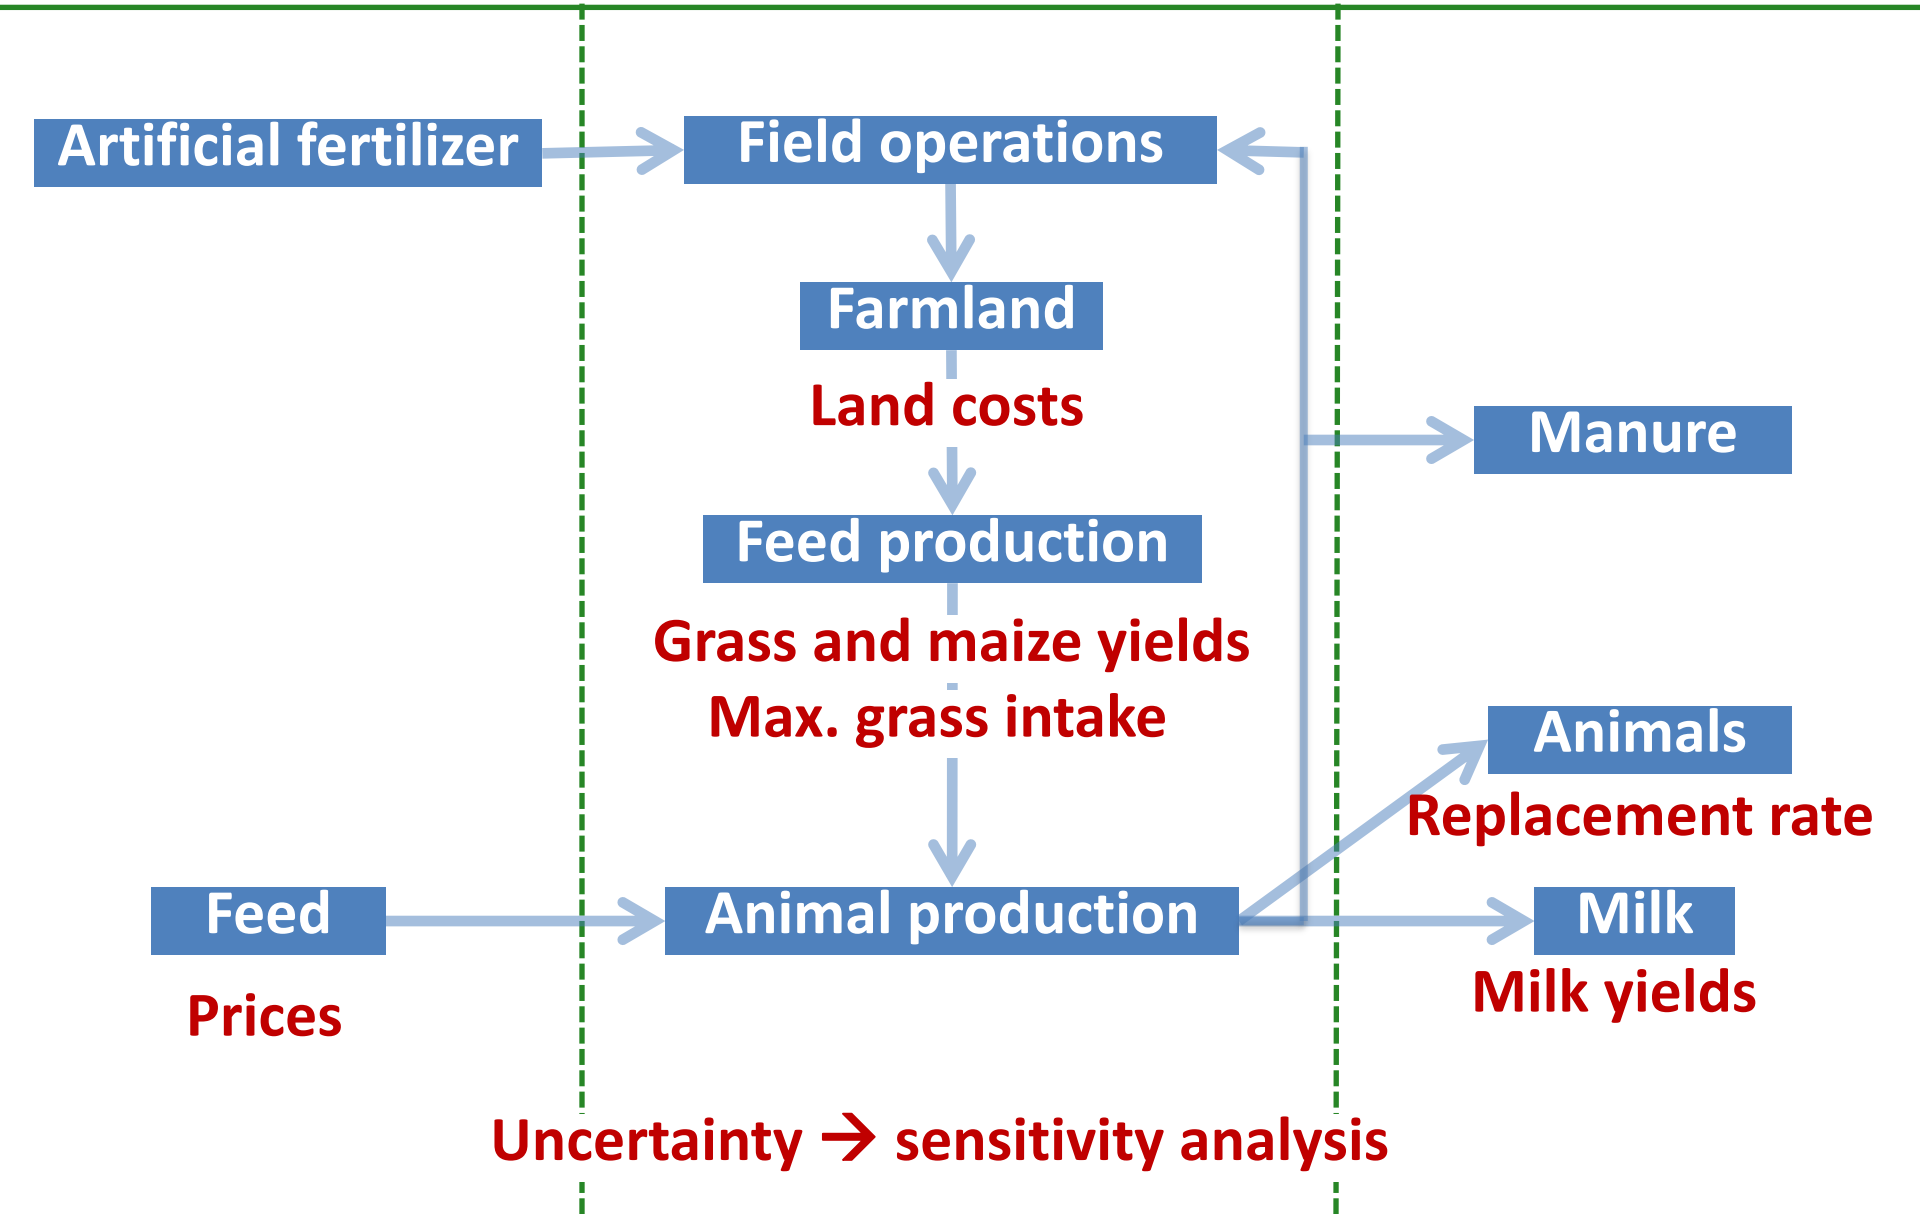 Artificial fertilizer
Field operations
Farmland
Land costs
Manure
Feed production
Grass and maize yields
Max. grass intake
Animals
Replacement rate
Feed
Animal production
Milk
Prices
Milk yields
Uncertainty → sensitivity analysis